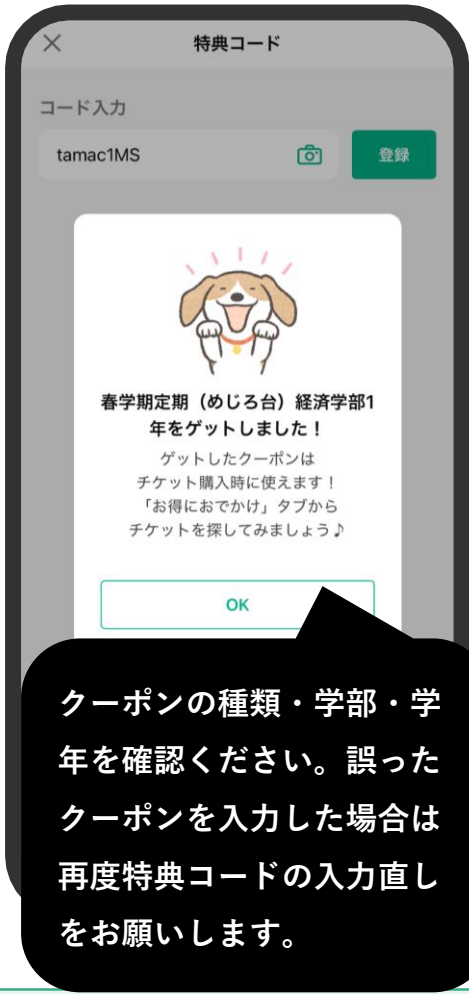 特典コード
コード入力
tamac1MS
登録
春学期定期（めじろ台）経済学部1
年をゲットしました！
ゲットしたクーポンは
チケット購入時に使えます！
「お得におでかけ」タブから
チケットを探してみましょう♪
OK
クーポンの種類・学部・学
年を確認ください。誤った
クーポンを入力した場合は
再度特典コードの入力直し
をお願いします。